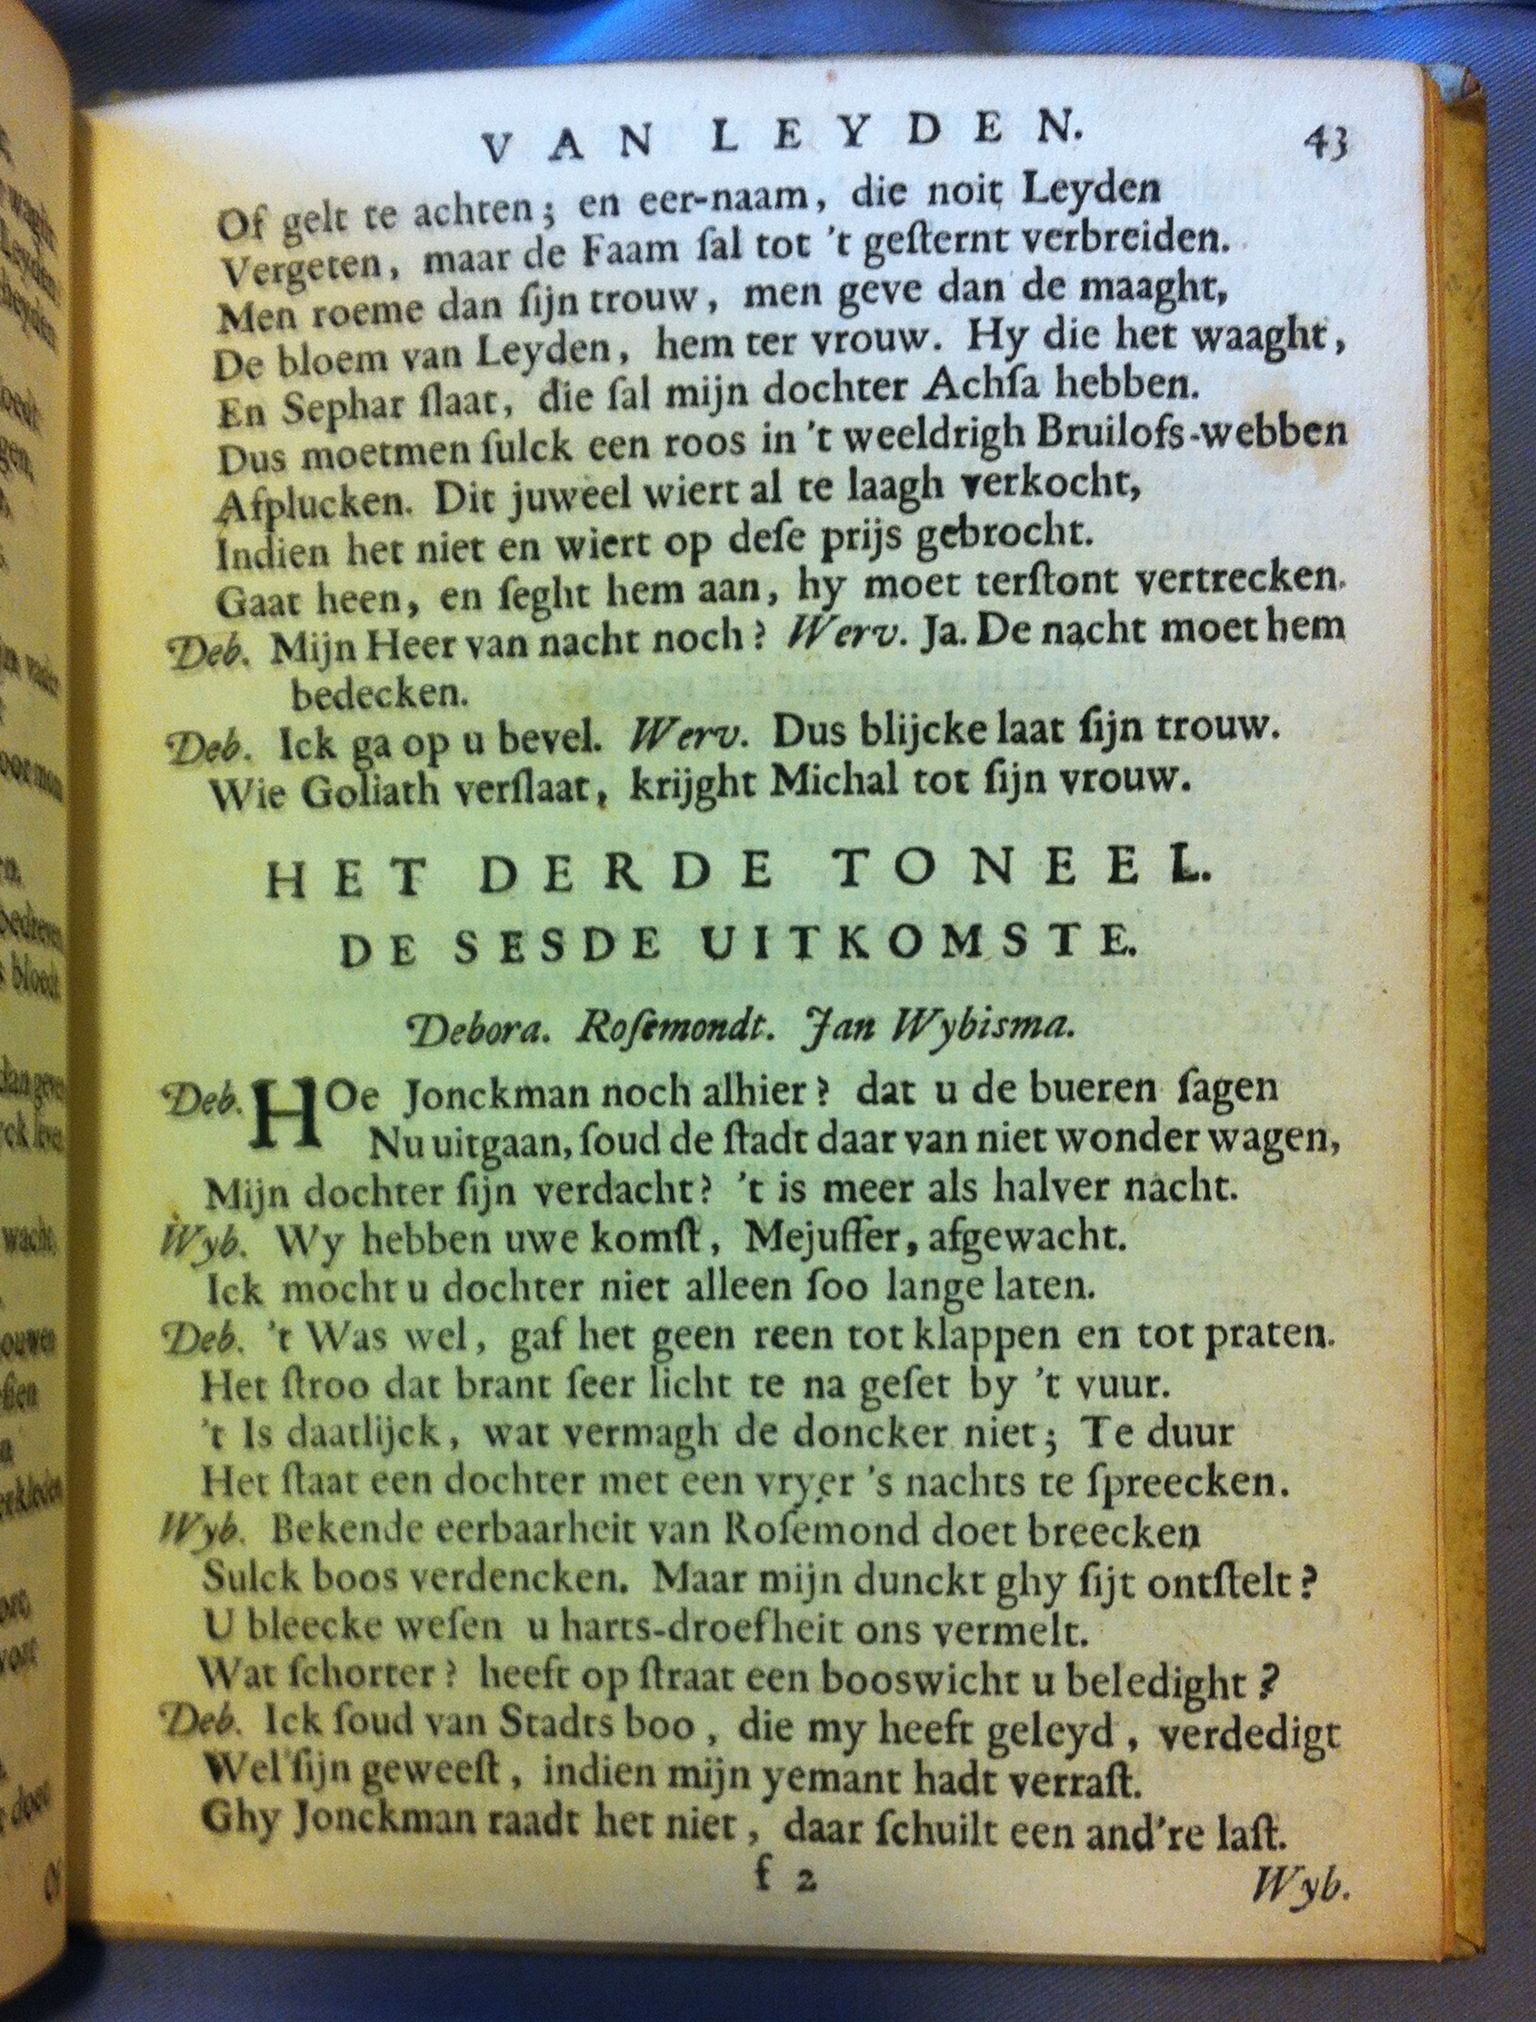 VAN LEYDEN. 43
Of gelt te achten; en eer-naam, die noit Leyden
Vergeten, maar de Faam ſal tot 't geſternt verbreiden.
Men roeme dan ſijn trouw, men geve dan de maaght,
De bloem van Leyden, hem ter vrouw. Hy die het waaght,
En Sephar ſlaat, die ſal mijn dochter Achſa hebben.
Dus moetmen ſulck een roos in 't weeldrigh Bruilofs-webben
Afplucken. Dit juweel wiert al te laagh verkocht,
Indien het niet en wiert op deſe prijs gebrocht.
Gaat heen, en ſeght hem aan, hy moet terſtont vertrecken.
Deb. Mijn Heer van nacht noch? Werv. Ja. De nacht moet hem
bedecken.
Deb. Ick ga op u bevel. Werv. Dus blijcke laat ſijn trouw.
Wie Goliath verſlaat, krijght Michal tot ſijn vrouw.
HET DERDE TONEEL.
DE SESDE UITKOMSTE.
Debora. Roſemondt. Jan Wybisma.
Deb. HOe Jonckman noch alhier? dat u de bueren ſagen
Nu uitgaan, ſoud de ſtadt daar van niet wonder wagen,
Mijn dochter ſijn verdacht? 't is meer als halver nacht.
Wyb. Wy hebben uwe komſt, Mejuffer, afgewacht.
Ick mocht u dochter niet alleen ſoo lange laten.
Deb. 't Was wel, gaf het geen reen tot klappen en tot praten.
Het ſtroo dat brant ſeer licht te na geſet by 't vuur.
't Is daatlijck, wat vermagh de doncker niet; Te duur
Het ſtaat een dochter met een vryer 's nachts te ſpreecken.
Wyb. Bekende eerbaarheit van Roſemond doet breecken
Sulck boos verdencken. Maar mijn dunckt ghy ſijt ontſtelt?
U bleecke weſen u harts-droefheit ons vermelt.
Wat ſchorter? heeft op ſtraat een booswicht u beledight?
Deb. Ick ſoud van Stadts boo, die my heeft geleyd, verdedigt
Wel ſijn geweeſt, indien mijn yemant hadt verraſt.
Ghy Jonckman raadt het niet, daar ſchuilt een and're laſt.
f 2
Wyb.